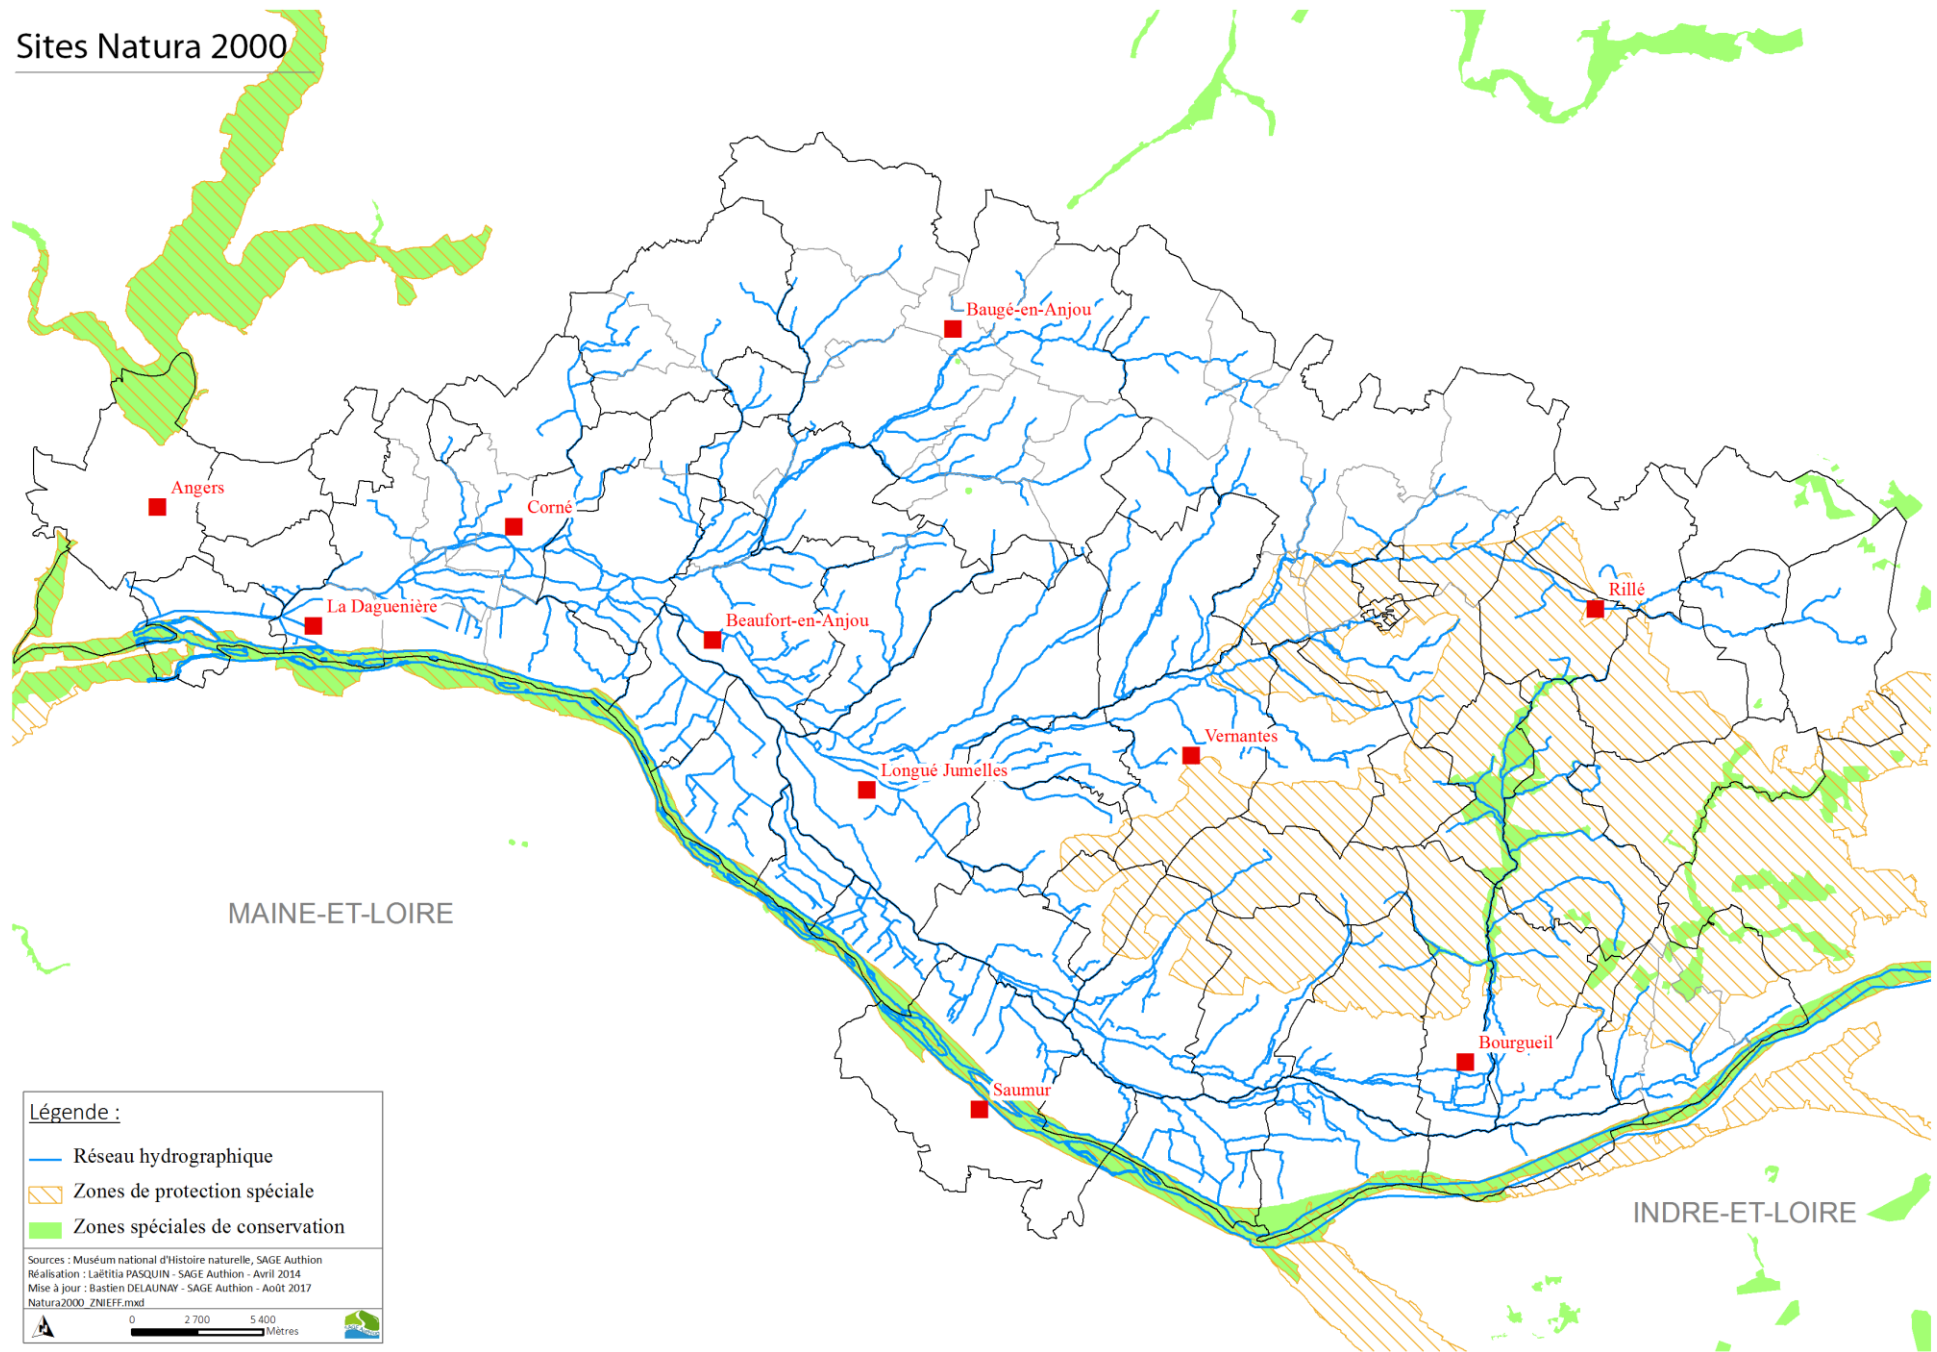 Sites Natura 2000
Baugé-en-Anjou
Angers
Corné
La Daguenière
Beaufort-en-Anjou
Rillé
Vernantes
Longué Jumelles
MAINE-ET-LOIRE
Bourgueil
Saumur
INDRE-ET-LOIRE
Légende :
Réseau hydrographique
Zones de protection spéciale
Zones spéciales de conservation
Sources : Muséum national d'Histoire naturelle, SAGE Authion
Réalisation : Laëtitia PASQUIN - SAGE Authion - Avril 2014
Mise à jour : Bastien DELAUNAY - SAGE Authion - Août 2017
Natura2000_ZNIEFF.mxd
0 2 700 5 400
Mètres
SAGE Authion